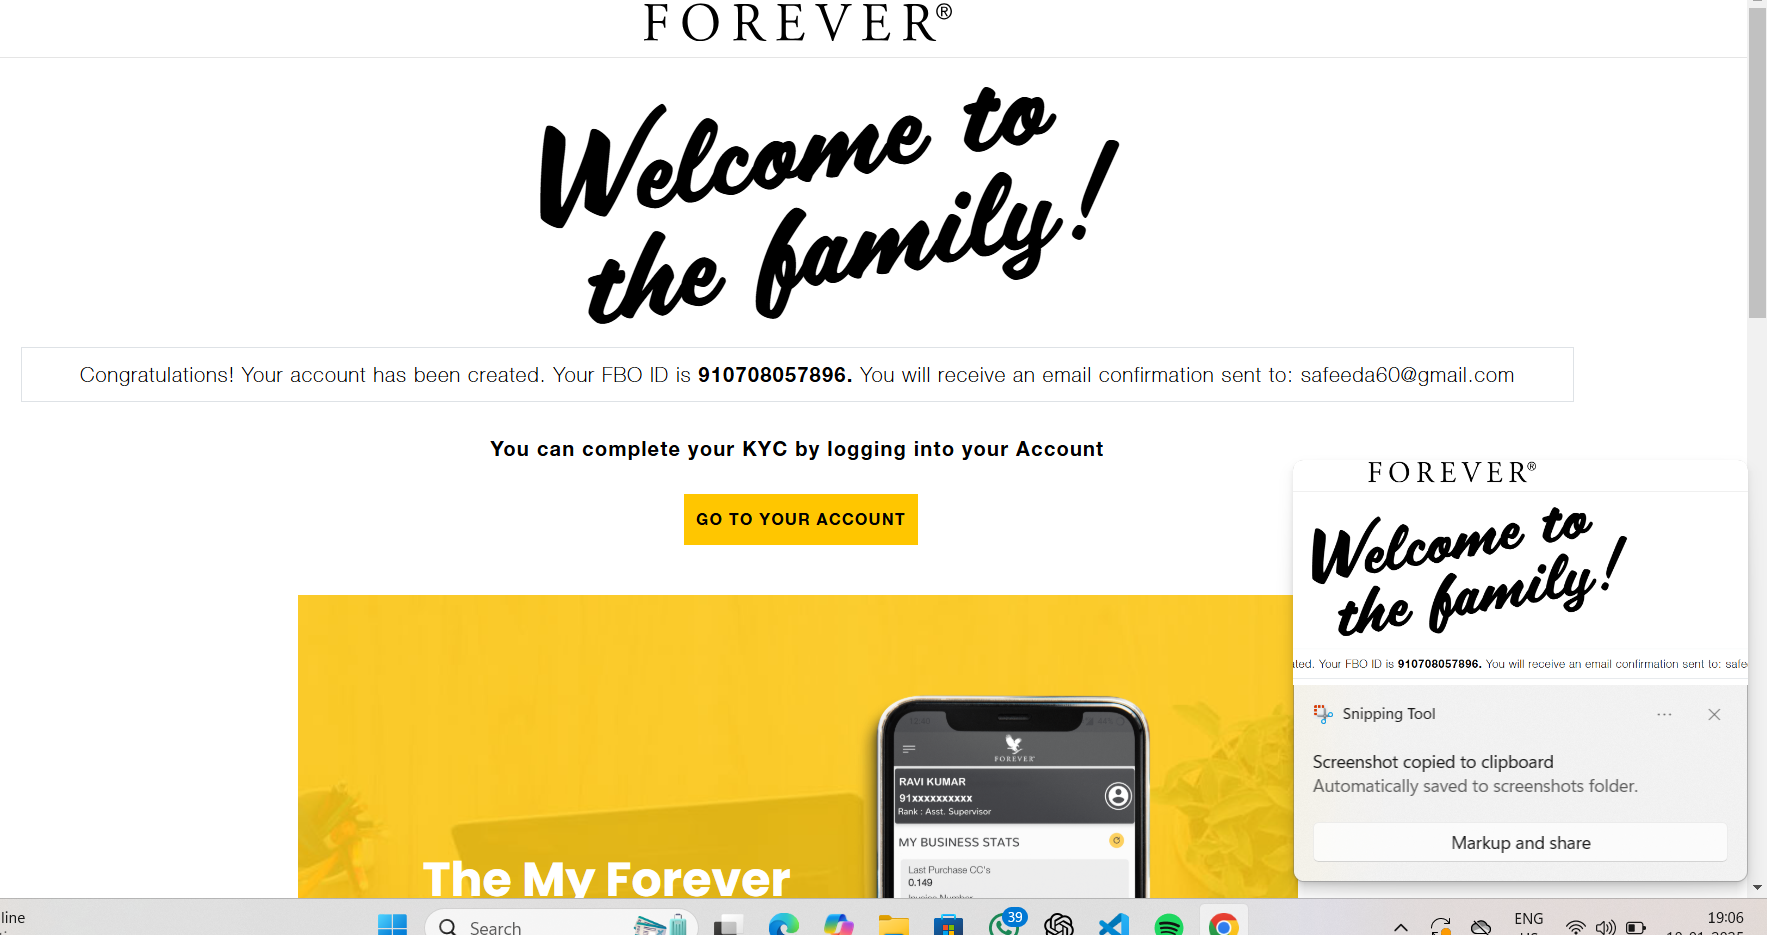 FOREVER®
Welcome to
the family!
Congratulations! Your account has been created. Your FBO ID is 910708057896. You will receive an email confirmation sent to: safeeda60@gmail.com
You can complete your KYC by logging into your Account
GO TO YOUR ACCOUNT
The My Forever
12:44
44%
FOREVER
RAVI KUMAR
91xxxxxxxxxx
Rank : Asst. Supervisor
MY BUSINESS STATS
Last Purchase CC's
0.149
Invoice Number
FOREVER®
Welcome to
the family!
ated. Your FBO ID is 910708057896. You will receive an email confirmation sent to: safe
Snipping Tool
Screenshot copied to clipboard
Automatically saved to screenshots folder.
Markup and share
line
Search
39
ENG
19:06